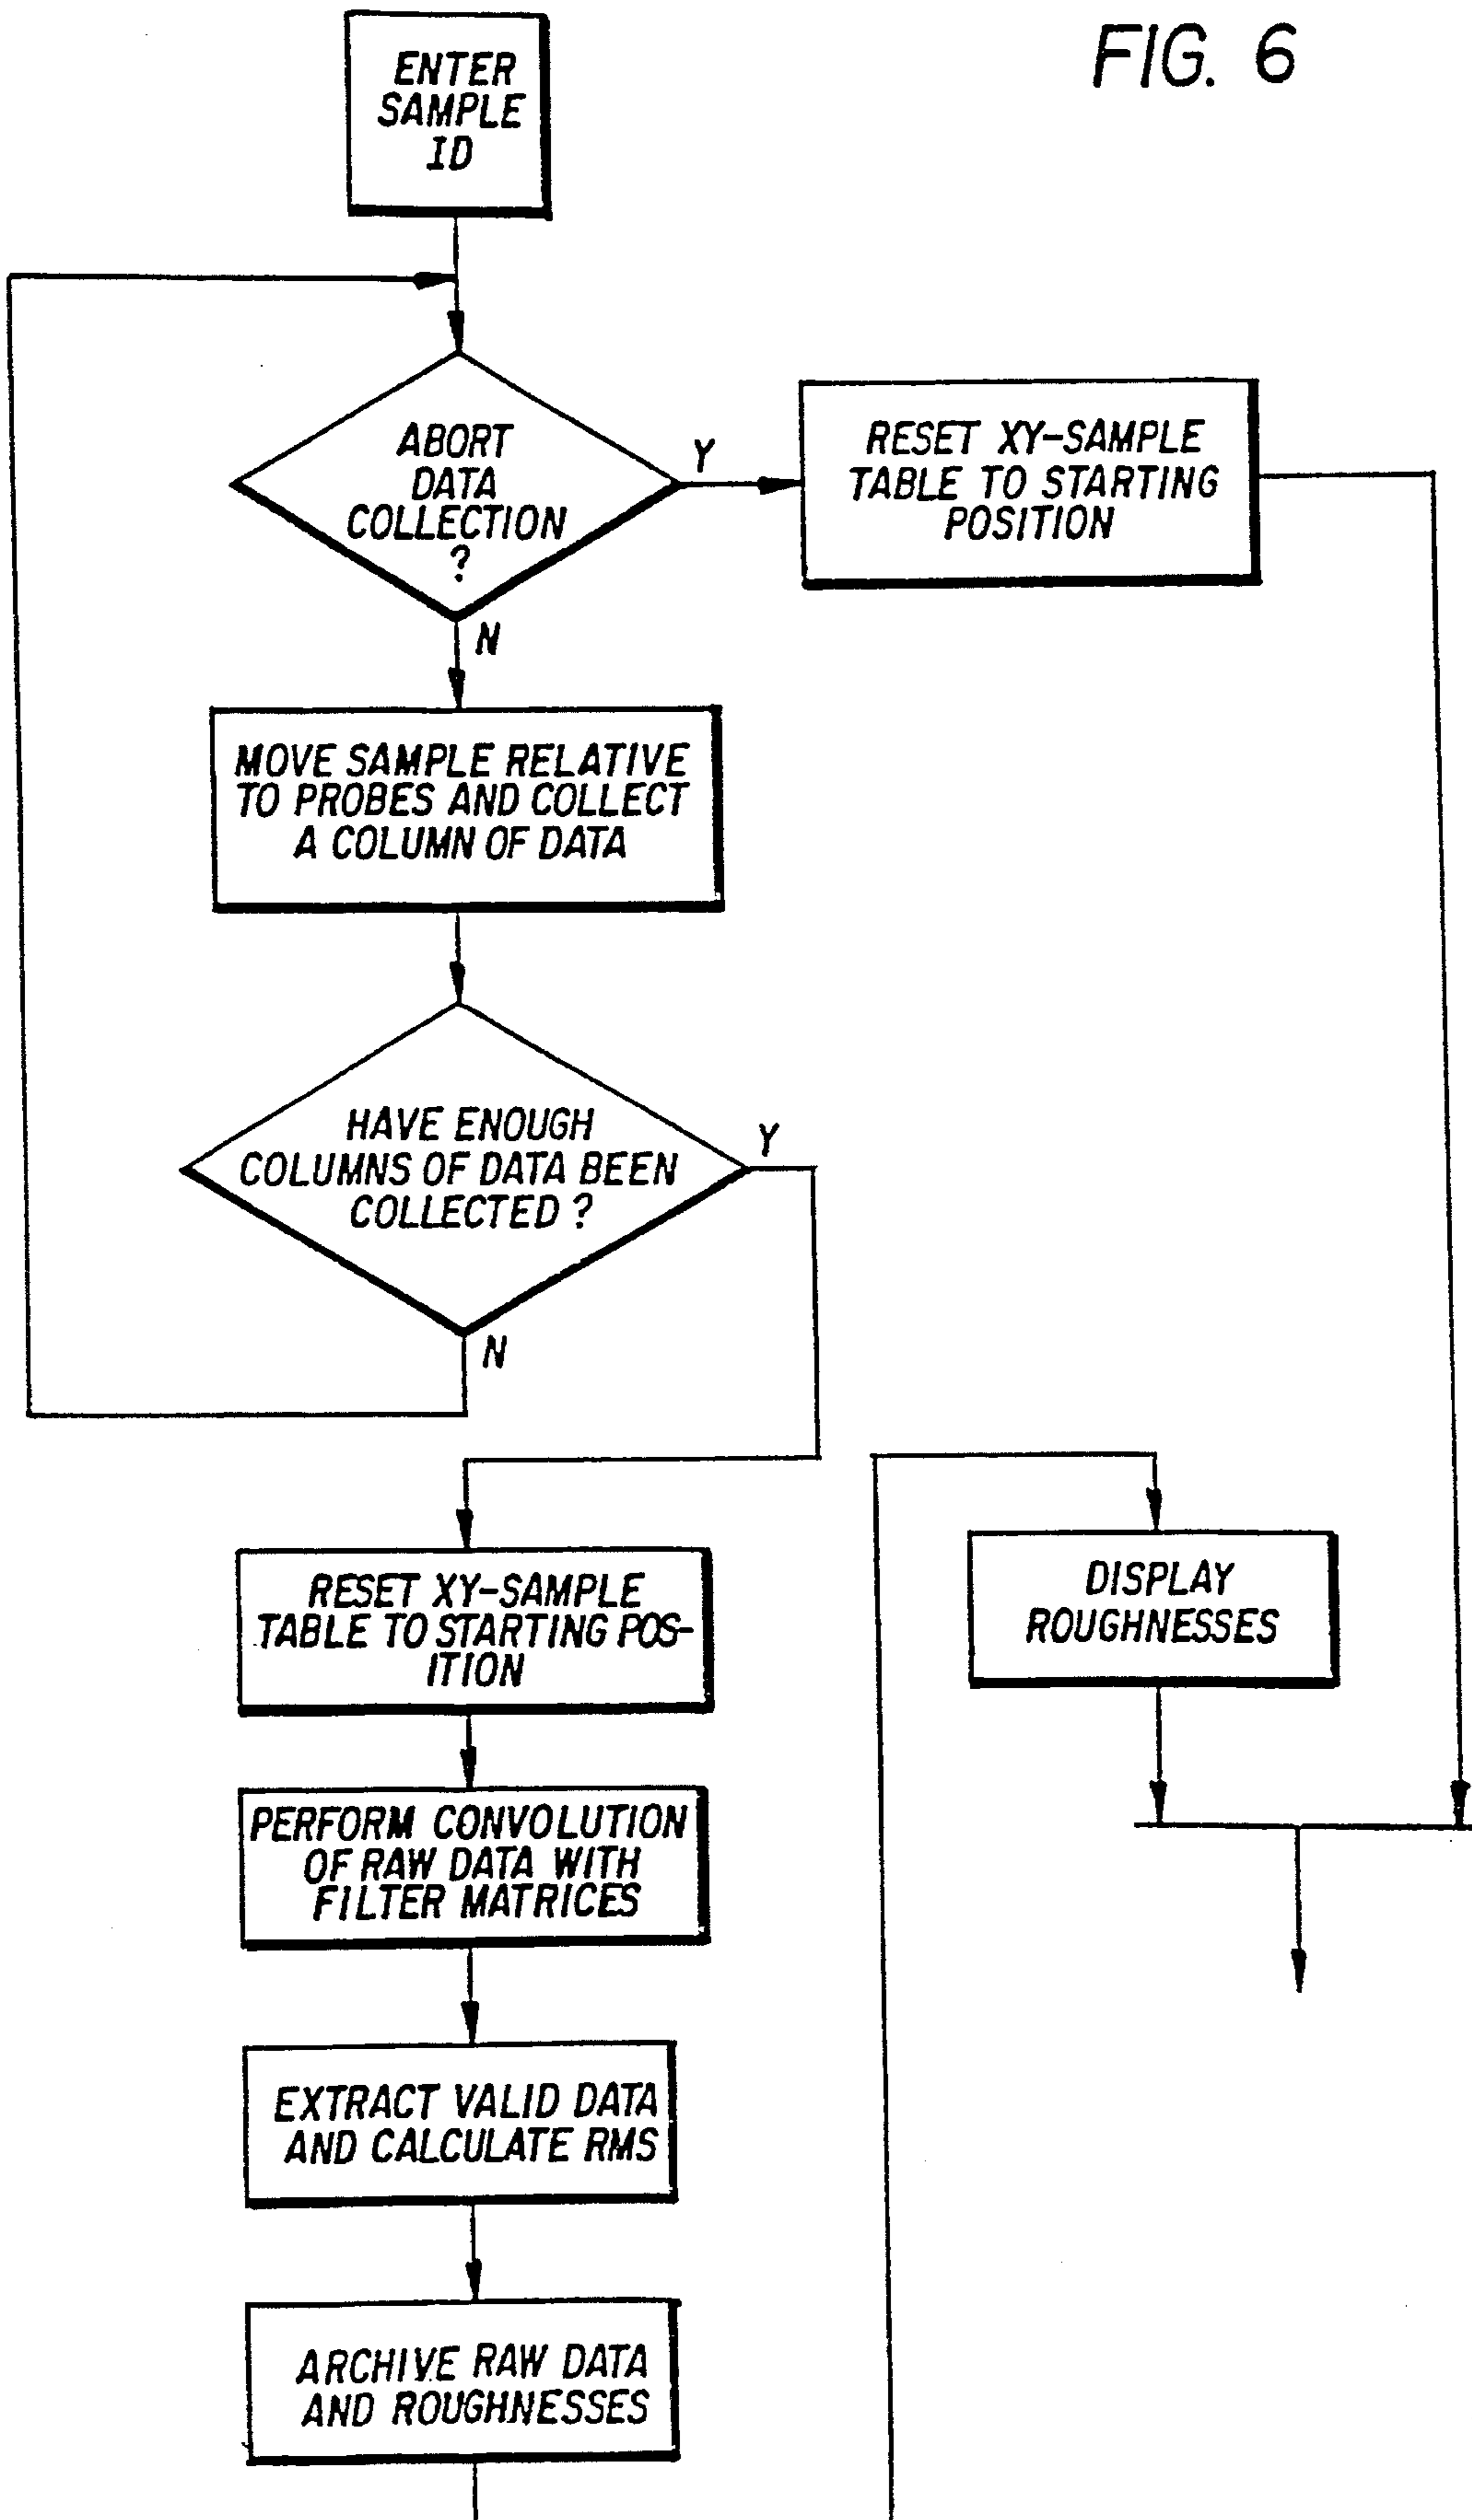 FIG. 6
ENTER
SAMPLE
ID
ABORT
DATA
COLLECTION
?
Y
RESET XY-SAMPLE
TABLE TO STARTING
POSITION
N
MOVE SAMPLE RELATIVE
TO PROBES AND COLLECT
A COLUMN OF DATA
HAVE ENOUGH
COLUMNS OF DATA BEEN
COLLECTED ?
Y
N
RESET XY-SAMPLE
TABLE TO STARTING POS-
ITION
PERFORM CONVOLUTION
OF RAW DATA WITH
FILTER MATRICES
EXTRACT VALID DATA
AND CALCULATE RMS
ARCHIVE RAW DATA
AND ROUGHNESSES
DISPLAY
ROUGHNESSES